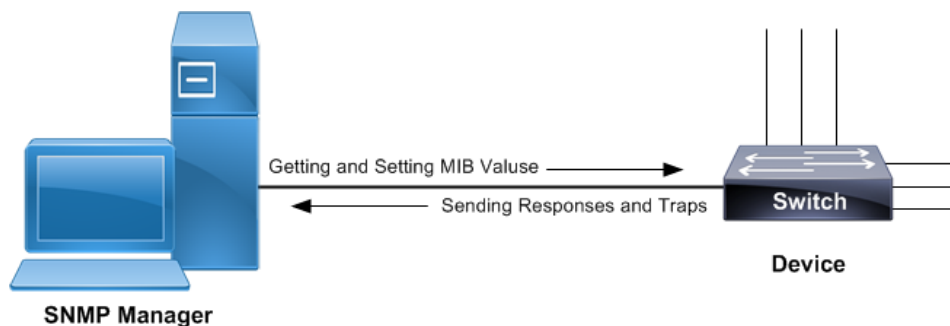 Getting and Setting MIB Valuse
Sending Responses and Traps
Switch
Device
SNMP Manager